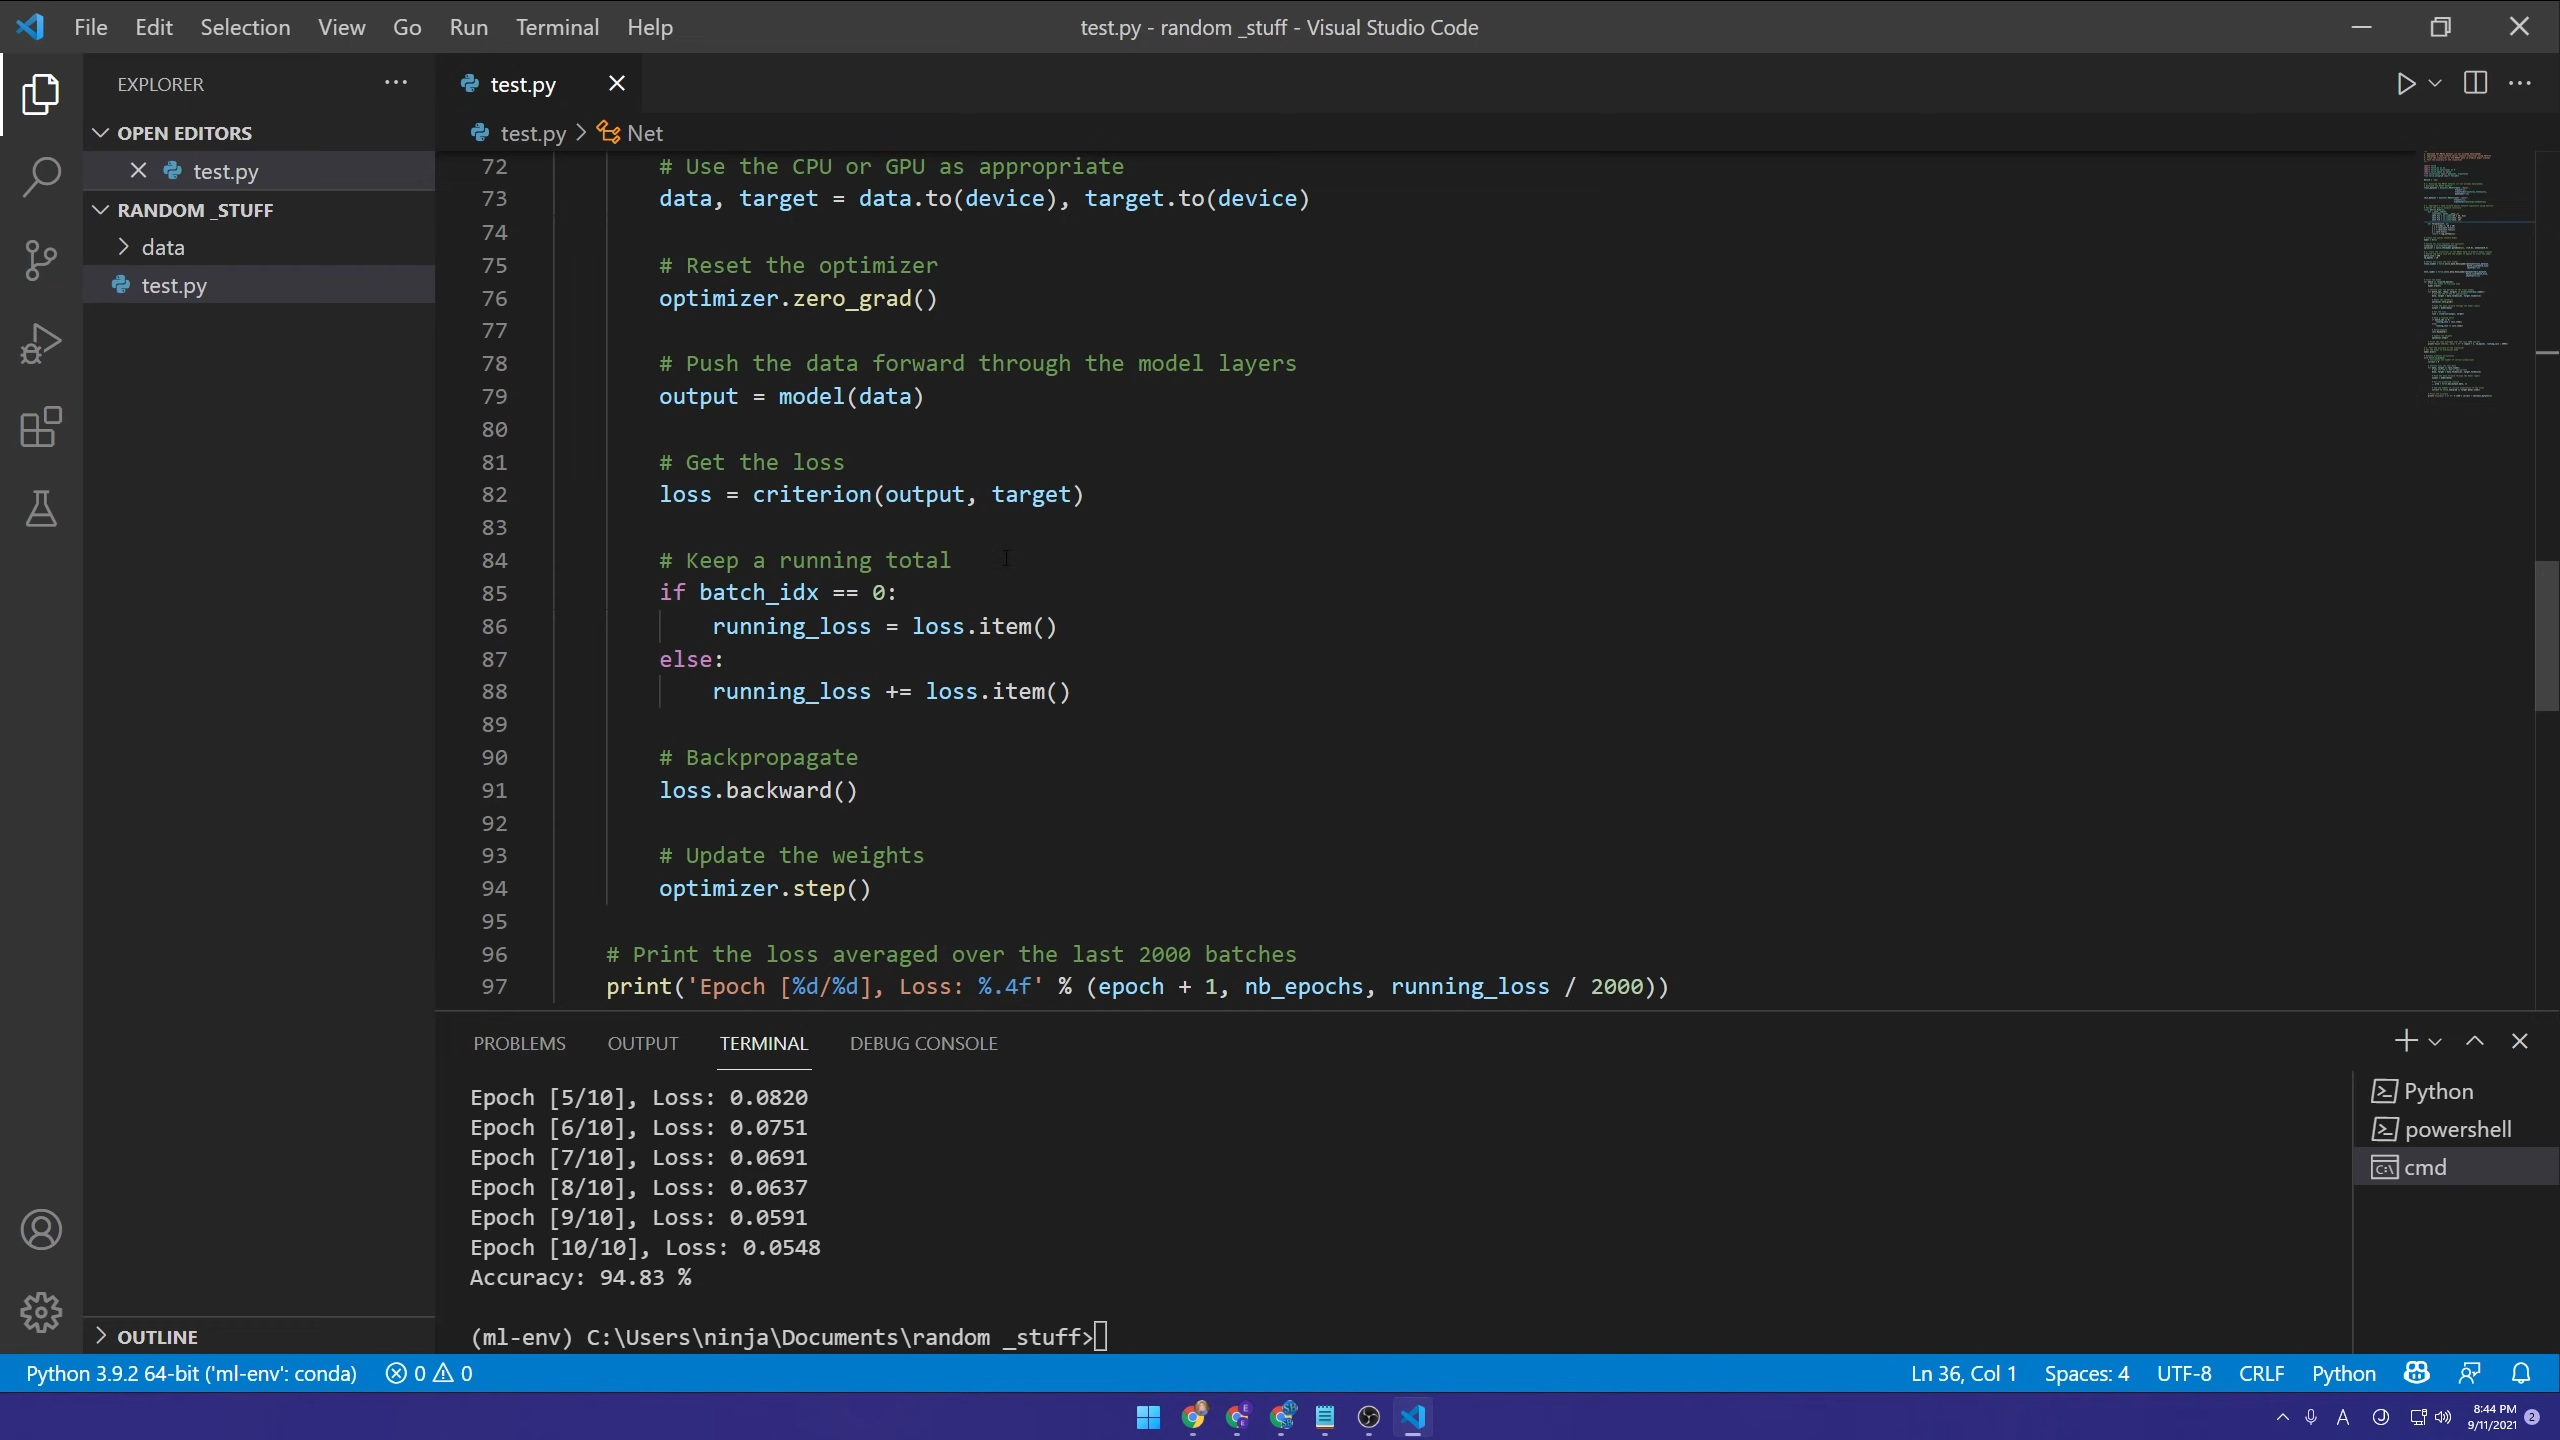 File Edit Selection View Go Run Terminal Help
test.py - random _stuff - Visual Studio Code
EXPLORER
OPEN EDITORS
test.py
RANDOM _STUFF
data
test.py
OUTLINE
test.py
test.py > Net
72 # Use the CPU or GPU as appropriate
73 data, target = data.to(device), target.to(device)
74
75 # Reset the optimizer
76 optimizer.zero_grad()
77
78 # Push the data forward through the model layers
79 output = model(data)
80
81 # Get the loss
82 loss = criterion(output, target)
83
84 # Keep a running total
85 if batch_idx == 0:
86 running_loss = loss.item()
87 else:
88 running_loss += loss.item()
89
90 # Backpropagate
91 loss.backward()
92
93 # Update the weights
94 optimizer.step()
95
96 # Print the loss averaged over the last 2000 batches
97 print('Epoch [%d/%d], Loss: %.4f' % (epoch + 1, nb_epochs, running_loss / 2000))
PROBLEMS OUTPUT TERMINAL DEBUG CONSOLE
Epoch [5/10], Loss: 0.0820
Epoch [6/10], Loss: 0.0751
Epoch [7/10], Loss: 0.0691
Epoch [8/10], Loss: 0.0637
Epoch [9/10], Loss: 0.0591
Epoch [10/10], Loss: 0.0548
Accuracy: 94.83 %
(ml-env) C:\Users\ninja\Documents\random _stuff>
Python
powershell
cmd
Python 3.9.2 64-bit ('ml-env': conda) 0 0
Ln 36, Col 1 Spaces: 4 UTF-8 CRLF Python
8:44 PM
9/11/2021
2